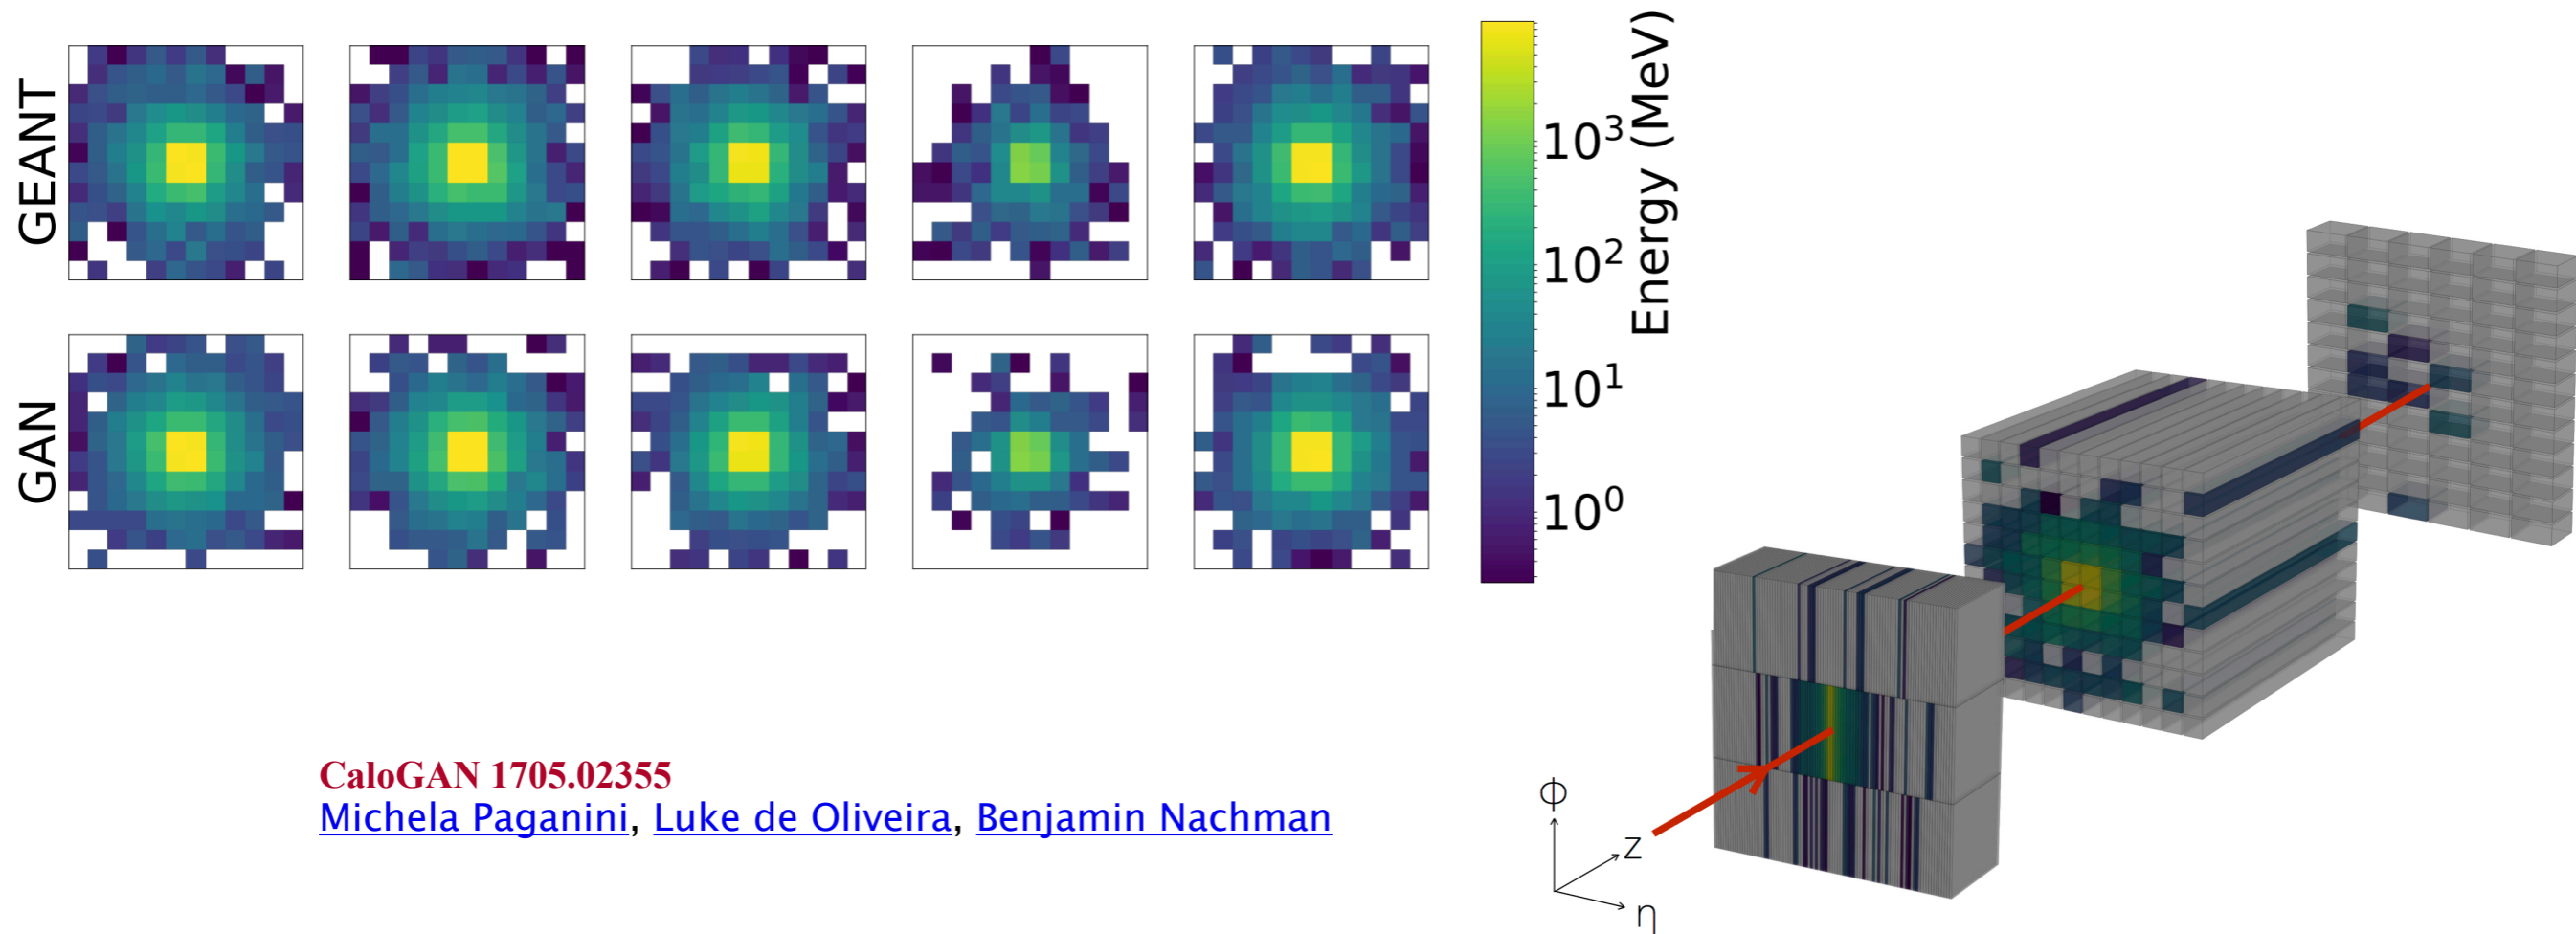 GEANT
GAN
10³
10²
10¹
10⁰
Energy (MeV)
CaloGAN 1705.02355
Michela Paganini, Luke de Oliveira, Benjamin Nachman
Φ
z
η